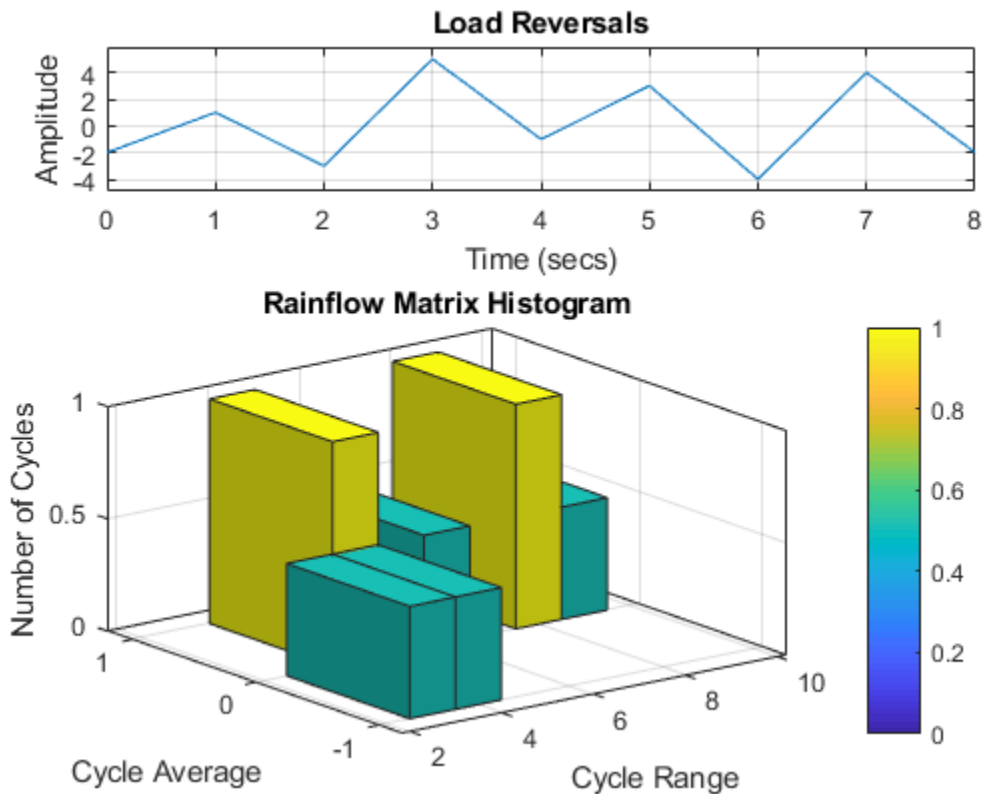 Load Reversals
Amplitude
4
2
0
-2
-4
0 1 2 3 4 5 6 7 8
Time (secs)
Rainflow Matrix Histogram
Number of Cycles
1
0.5
0
1
0
-1
Cycle Average
2
4
6
8
10
Cycle Range
1
0.8
0.6
0.4
0.2
0